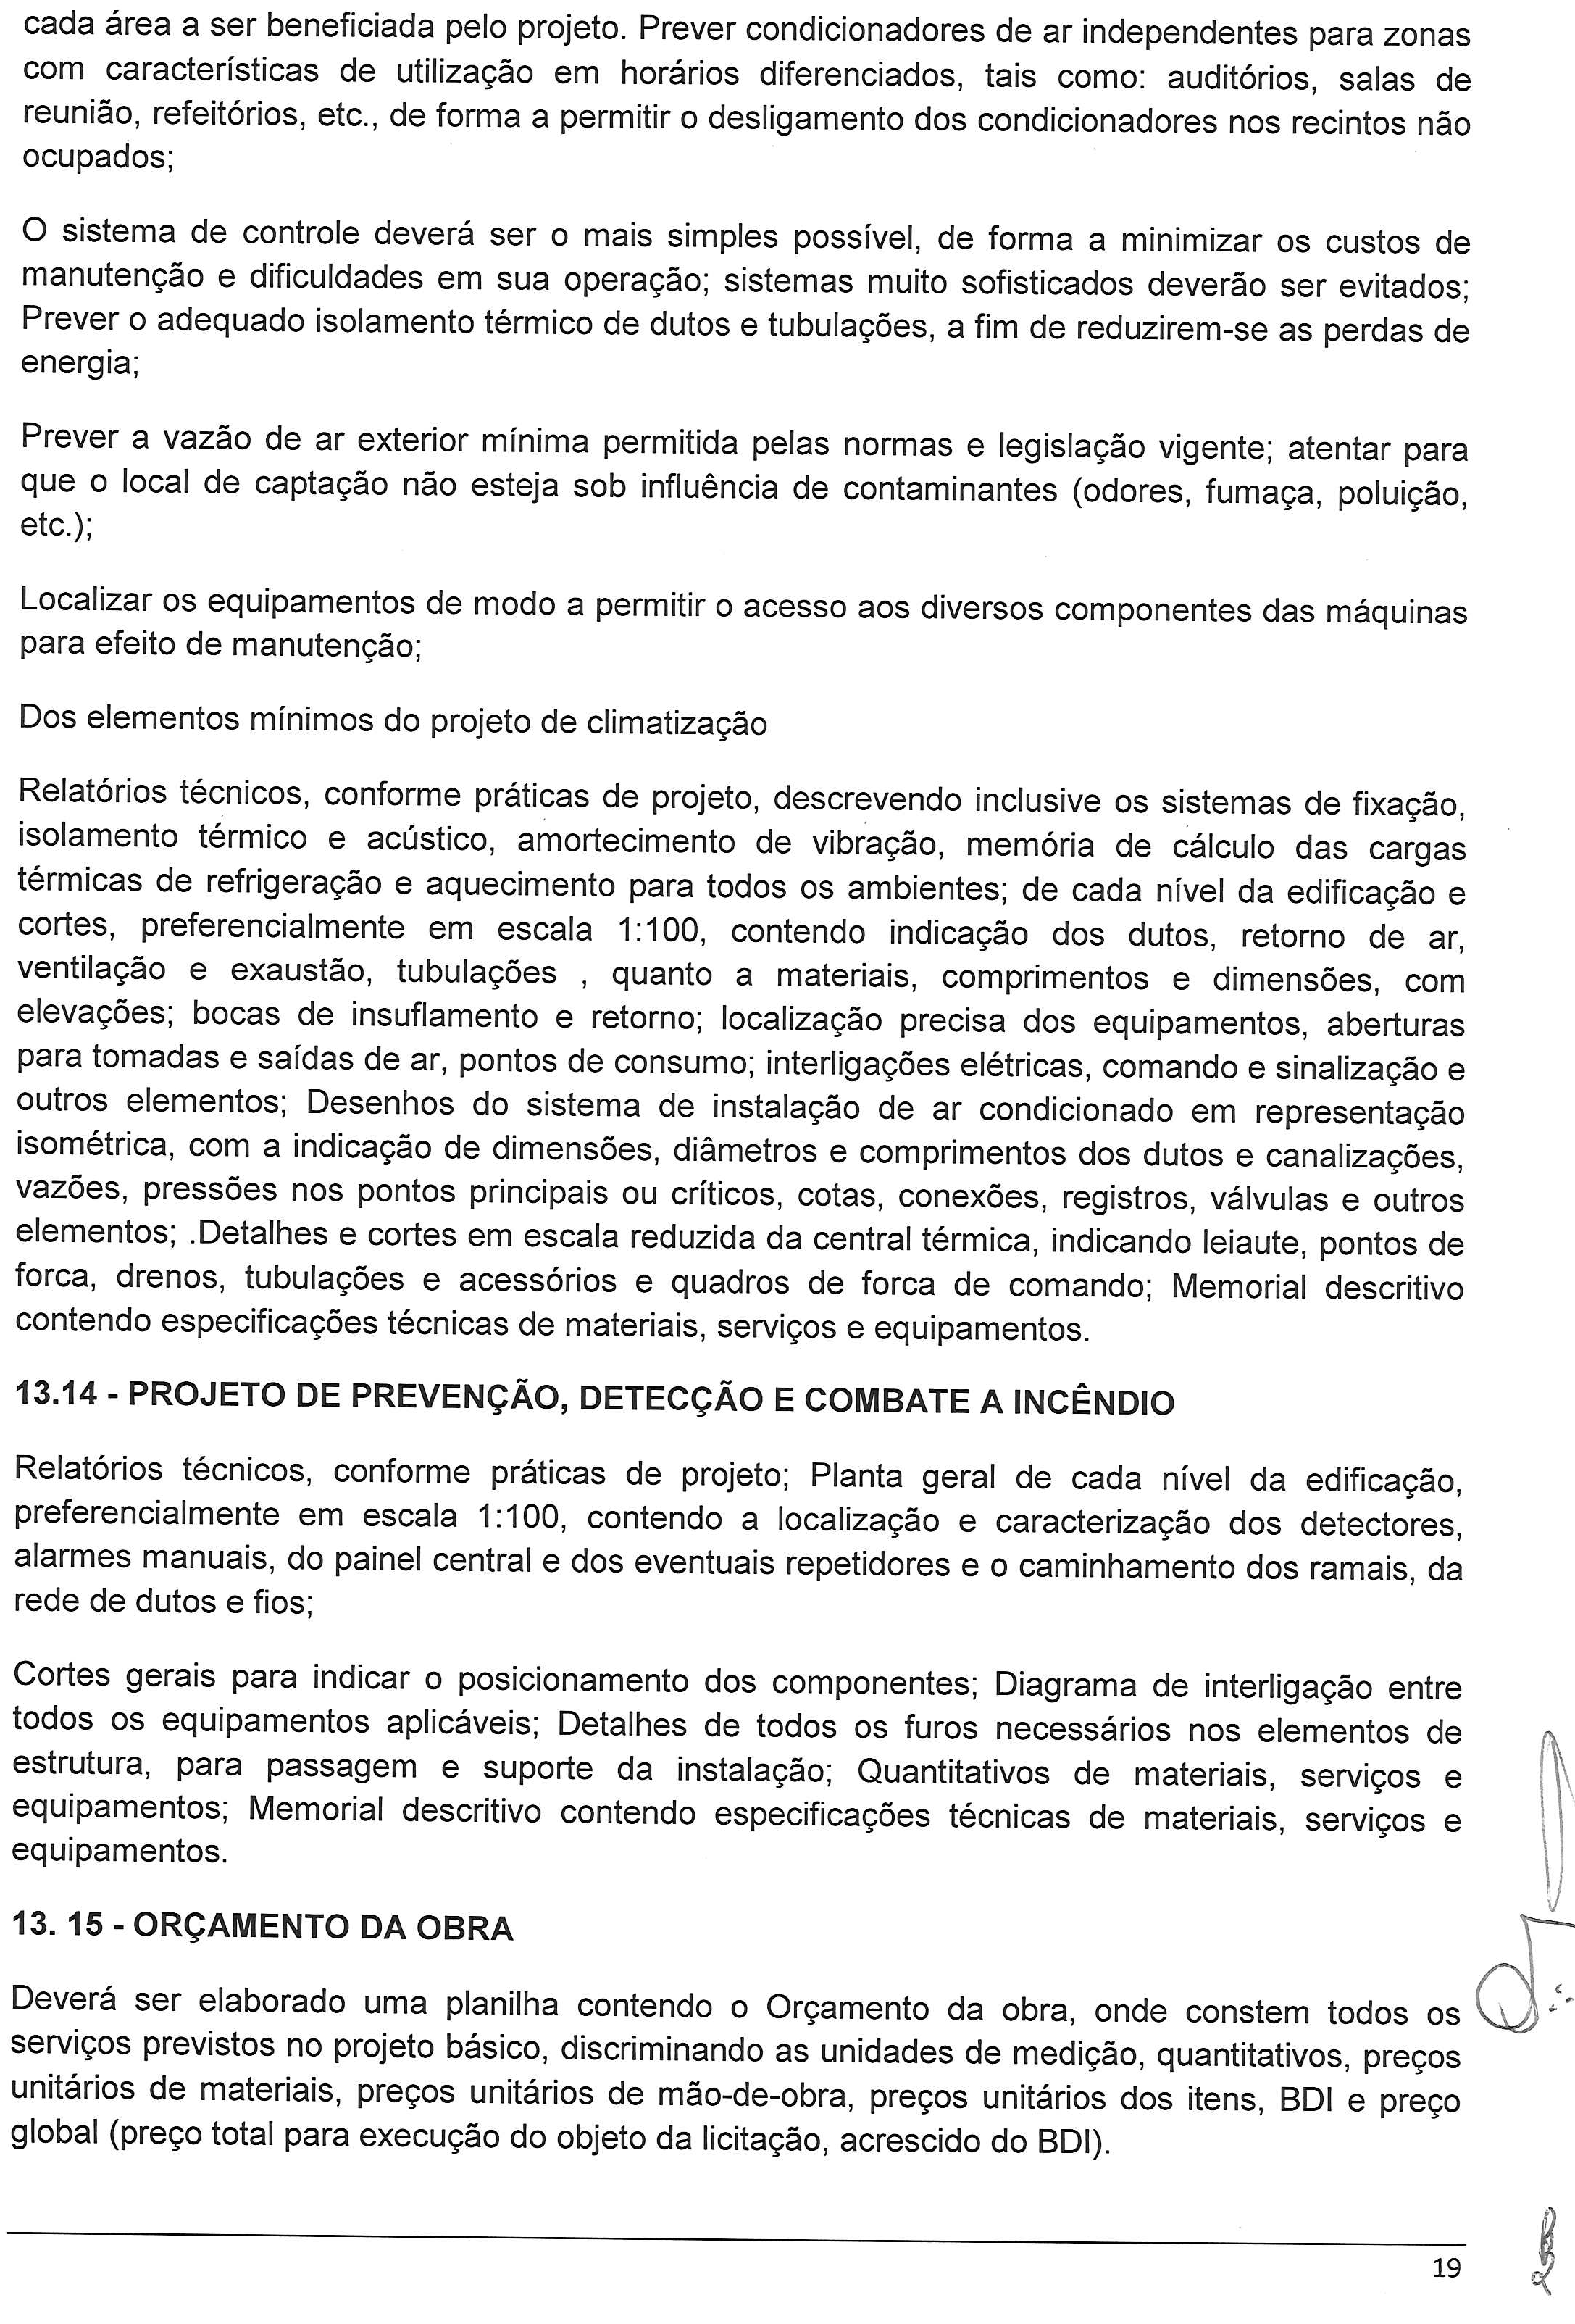 cada área a ser beneficiada pelo projeto. Prever condicionadores de ar independentes para zonas
com características de utilização em horários diferenciados, tais como: auditórios, salas de
reunião, refeitórios, etc., de forma a permitir o desligamento dos condicionadores nos recintos não
ocupados;
O sistema de controle deverá ser o mais simples possível, de forma a minimizar os custos de
manutenção e dificuldades em sua operação; sistemas muito sofisticados deverão ser evitados;
Prever o adequado isolamento térmico de dutos e tubulações, a fim de reduzirem-se as perdas de
energia;
Prever a vazão de ar exterior mínima permitida pelas normas e legislação vigente; atentar para
que o local de captação não esteja sob influência de contaminantes (odores, fumaça, poluição,
etc.);
Localizar os equipamentos de modo a permitir o acesso aos diversos componentes das máquinas
para efeito de manutenção;
Dos elementos mínimos do projeto de climatização
Relatórios técnicos, conforme práticas de projeto, descrevendo inclusive os sistemas de fixação,
isolamento térmico e acústico, amortecimento de vibração, memória de cálculo das cargas
térmicas de refrigeração e aquecimento para todos os ambientes; de cada nível da edificação e
cortes, preferencialmente em escala 1:100, contendo indicação dos dutos, retorno de ar,
ventilação e exaustão, tubulações , quanto a materiais, comprimentos e dimensões, com
elevações; bocas de insuflamento e retorno; localização precisa dos equipamentos, aberturas
para tomadas e saídas de ar, pontos de consumo; interligações elétricas, comando e sinalização e
outros elementos; Desenhos do sistema de instalação de ar condicionado em representação
isométrica, com a indicação de dimensões, diâmetros e comprimentos dos dutos e canalizações,
vazões, pressões nos pontos principais ou críticos, cotas, conexões, registros, válvulas e outros
elementos; .Detalhes e cortes em escala reduzida da central térmica, indicando leiaute, pontos de
forca, drenos, tubulações e acessórios e quadros de forca de comando; Memorial descritivo
contendo especificações técnicas de materiais, serviços e equipamentos.
13.14 - PROJETO DE PREVENÇÃO, DETECÇÃO E COMBATE A INCÊNDIO
Relatórios técnicos, conforme práticas de projeto; Planta geral de cada nível da edificação,
preferencialmente em escala 1:100, contendo a localização e caracterização dos detectores,
alarmes manuais, do painel central e dos eventuais repetidores e o caminhamento dos ramais, da
rede de dutos e fios;
Cortes gerais para indicar o posicionamento dos componentes; Diagrama de interligação entre
todos os equipamentos aplicáveis; Detalhes de todos os furos necessários nos elementos de
estrutura, para passagem e suporte da instalação; Quantitativos de materiais, serviços e
equipamentos; Memorial descritivo contendo especificações técnicas de materiais, serviços e
equipamentos.
13. 15 - ORÇAMENTO DA OBRA
Deverá ser elaborado uma planilha contendo o Orçamento da obra, onde constem todos os
serviços previstos no projeto básico, discriminando as unidades de medição, quantitativos, preços
unitários de materiais, preços unitários de mão-de-obra, preços unitários dos itens, BDI e preço
global (preço total para execução do objeto da licitação, acrescido do BDI).
19